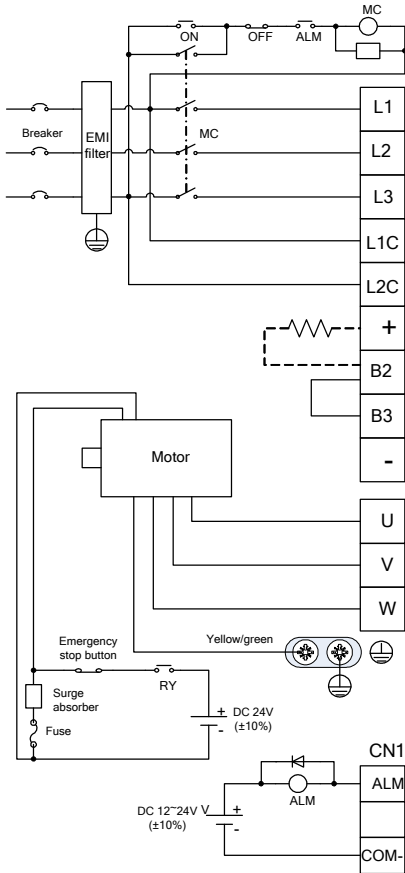 MC
ON
OFF
ALM
L1
Breaker
EMI
filter
MC
L2
L3
L1C
L2C
+
B2
B3
-
Motor
U
V
W
Emergency
stop button
Yellow/green
RY
Surge
absorber
+
DC 24V
-
(±10%)
Fuse
CN1
ALM
ALM
DC 12~24V V
+
(±10%)
-
COM-